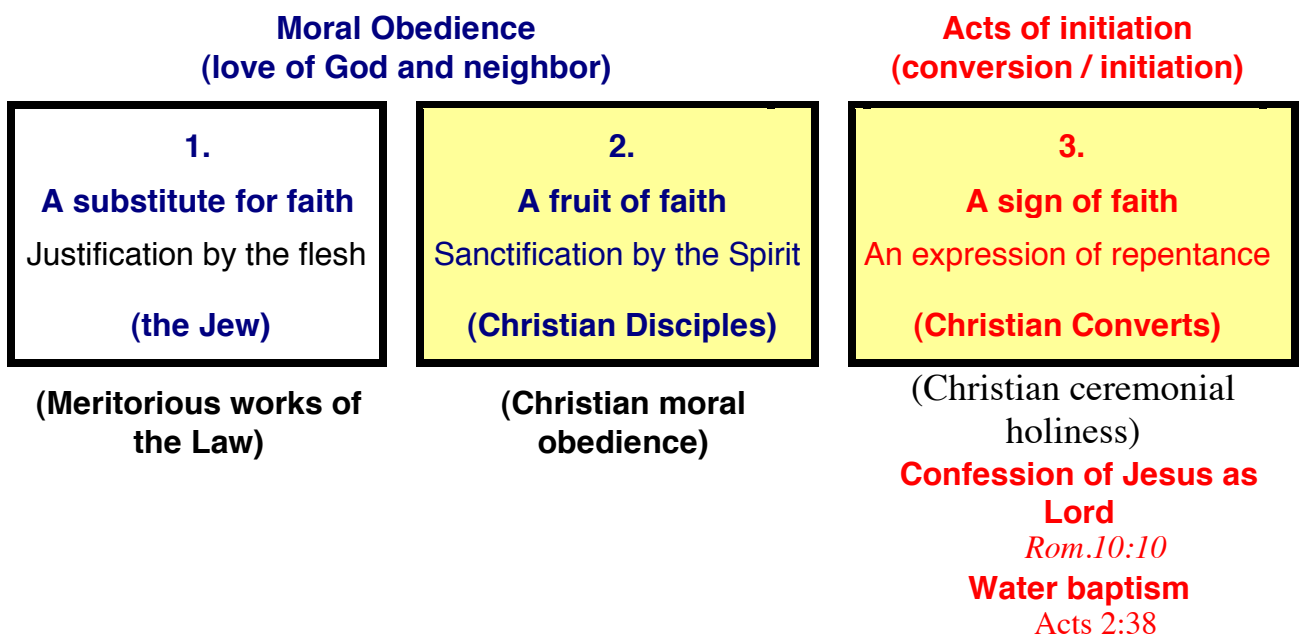 Moral Obedience
(love of God and neighbor)
Acts of initiation
(conversion / initiation)
1.
A substitute for faith
Justification by the flesh
(the Jew)
(Meritorious works of
the Law)
2.
A fruit of faith
Sanctification by the Spirit
(Christian Disciples)
(Christian moral
obedience)
3.
A sign of faith
An expression of repentance
(Christian Converts)
(Christian ceremonial
holiness)
Confession of Jesus as
Lord
Rom.10:10
Water baptism
Acts 2:38